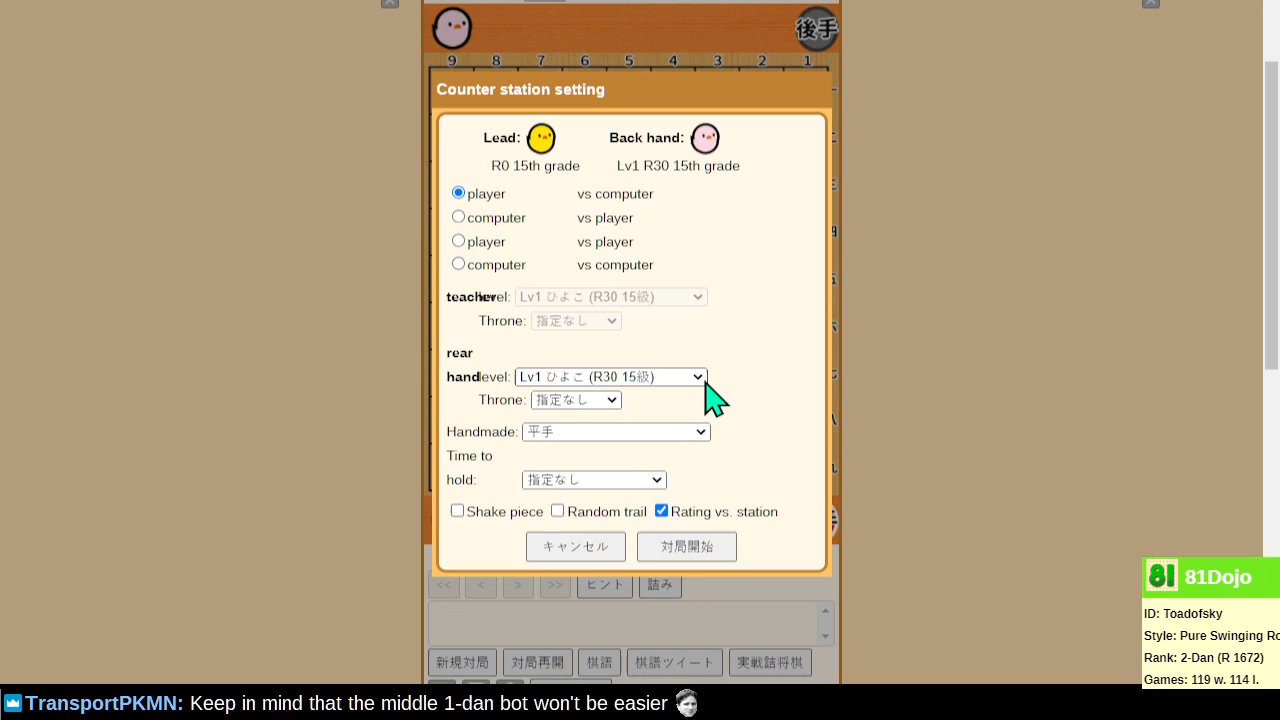 後手
9 8 7 6 5 4 3 2 1
Counter station setting
Lead: Back hand:
R0 15th grade Lv1 R30 15th grade
player vs computer
computer vs player
player vs player
computer vs computer
teacher level: Lv1 ひよこ (R30 15級)
Throne: 指定なし
rear
hand level: Lv1 ひよこ (R30 15級)
Throne: 指定なし
Handmade: 平手
Time to
hold: 指定なし
Shake piece Random trail Rating vs. station
キャンセル 対局開始
<< < > >> ヒント 詰み
新規対局 対局再開 棋譜 棋譜ツイート 実戦詰将棋
81 81Dojo
ID: Toadofsky
Style: Pure Swinging Ro
Rank: 2-Dan (R 1672)
Games: 119 w. 114 l.
TransportPKMN: Keep in mind that the middle 1-dan bot won't be easier